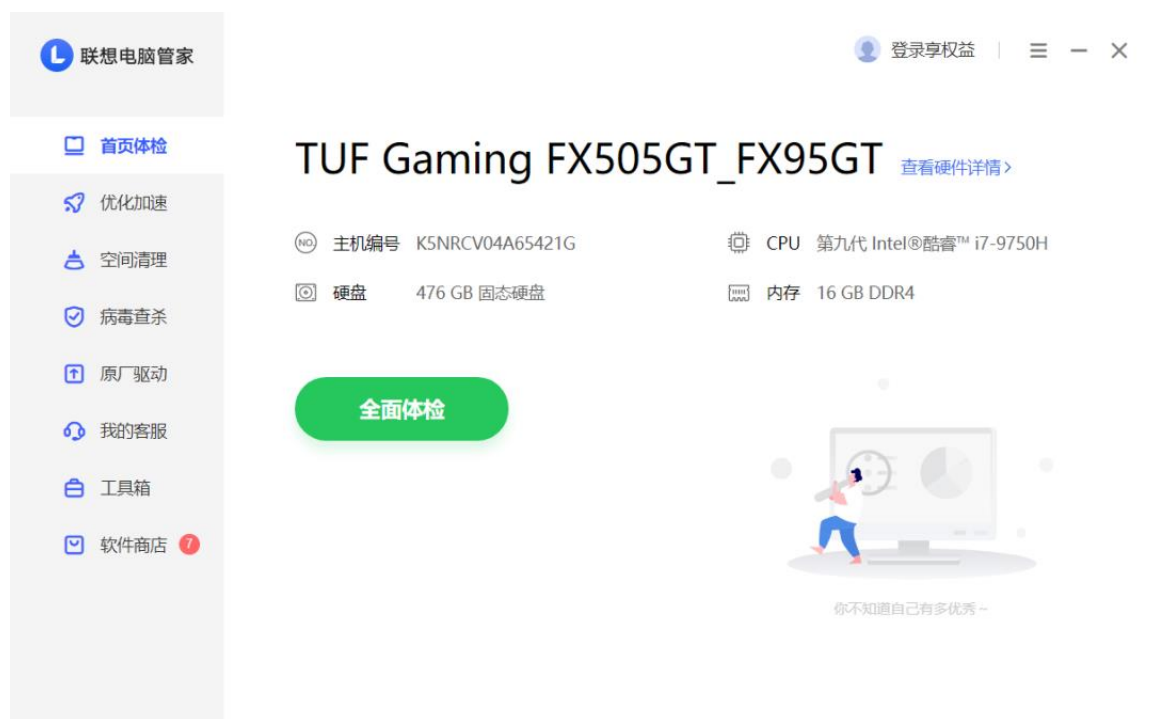 联想电脑管家
登录享权益
首页体检
优化加速
空间清理
病毒查杀
原厂驱动
我的客服
工具箱
软件商店 7
TUF Gaming FX505GT_FX95GT 查看硬件详情>
NO. 主机编号 K5NRCV04A65421G
CPU 第九代 Intel®酷睿™ i7-9750H
硬盘 476 GB 固态硬盘
内存 16 GB DDR4
全面体检
你不知道自己有多优秀~